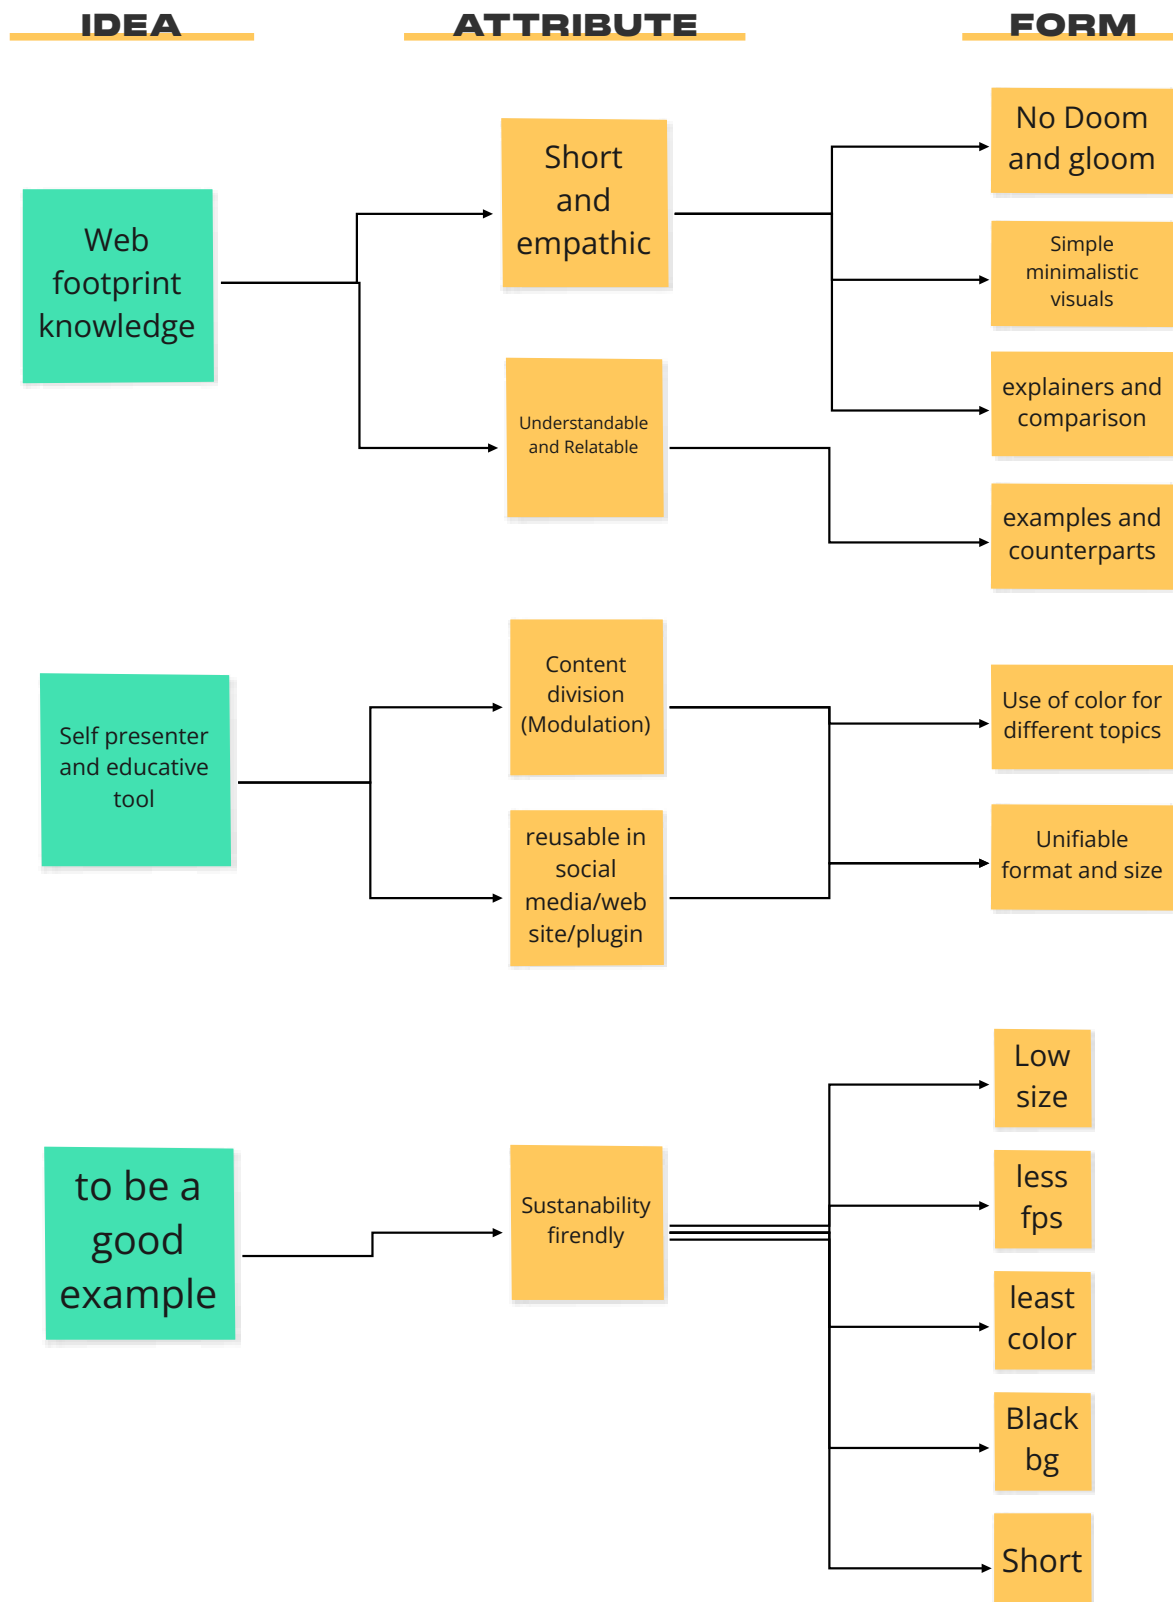 IDEA
ATTRIBUTE
FORM
Web
footprint
knowledge
Short
and
empathic
Understandable
and Relatable
No Doom
and gloom
Simple
minimalistic
visuals
explainers and
comparison
examples and
counterparts
Self presenter
and educative
tool
Content
division
(Modulation)
reusable in
social
media/web
site/plugin
Use of color for
different topics
Unifiable
format and size
to be a
good
example
Sustanability
firendly
Low
size
less
fps
least
color
Black
bg
Short